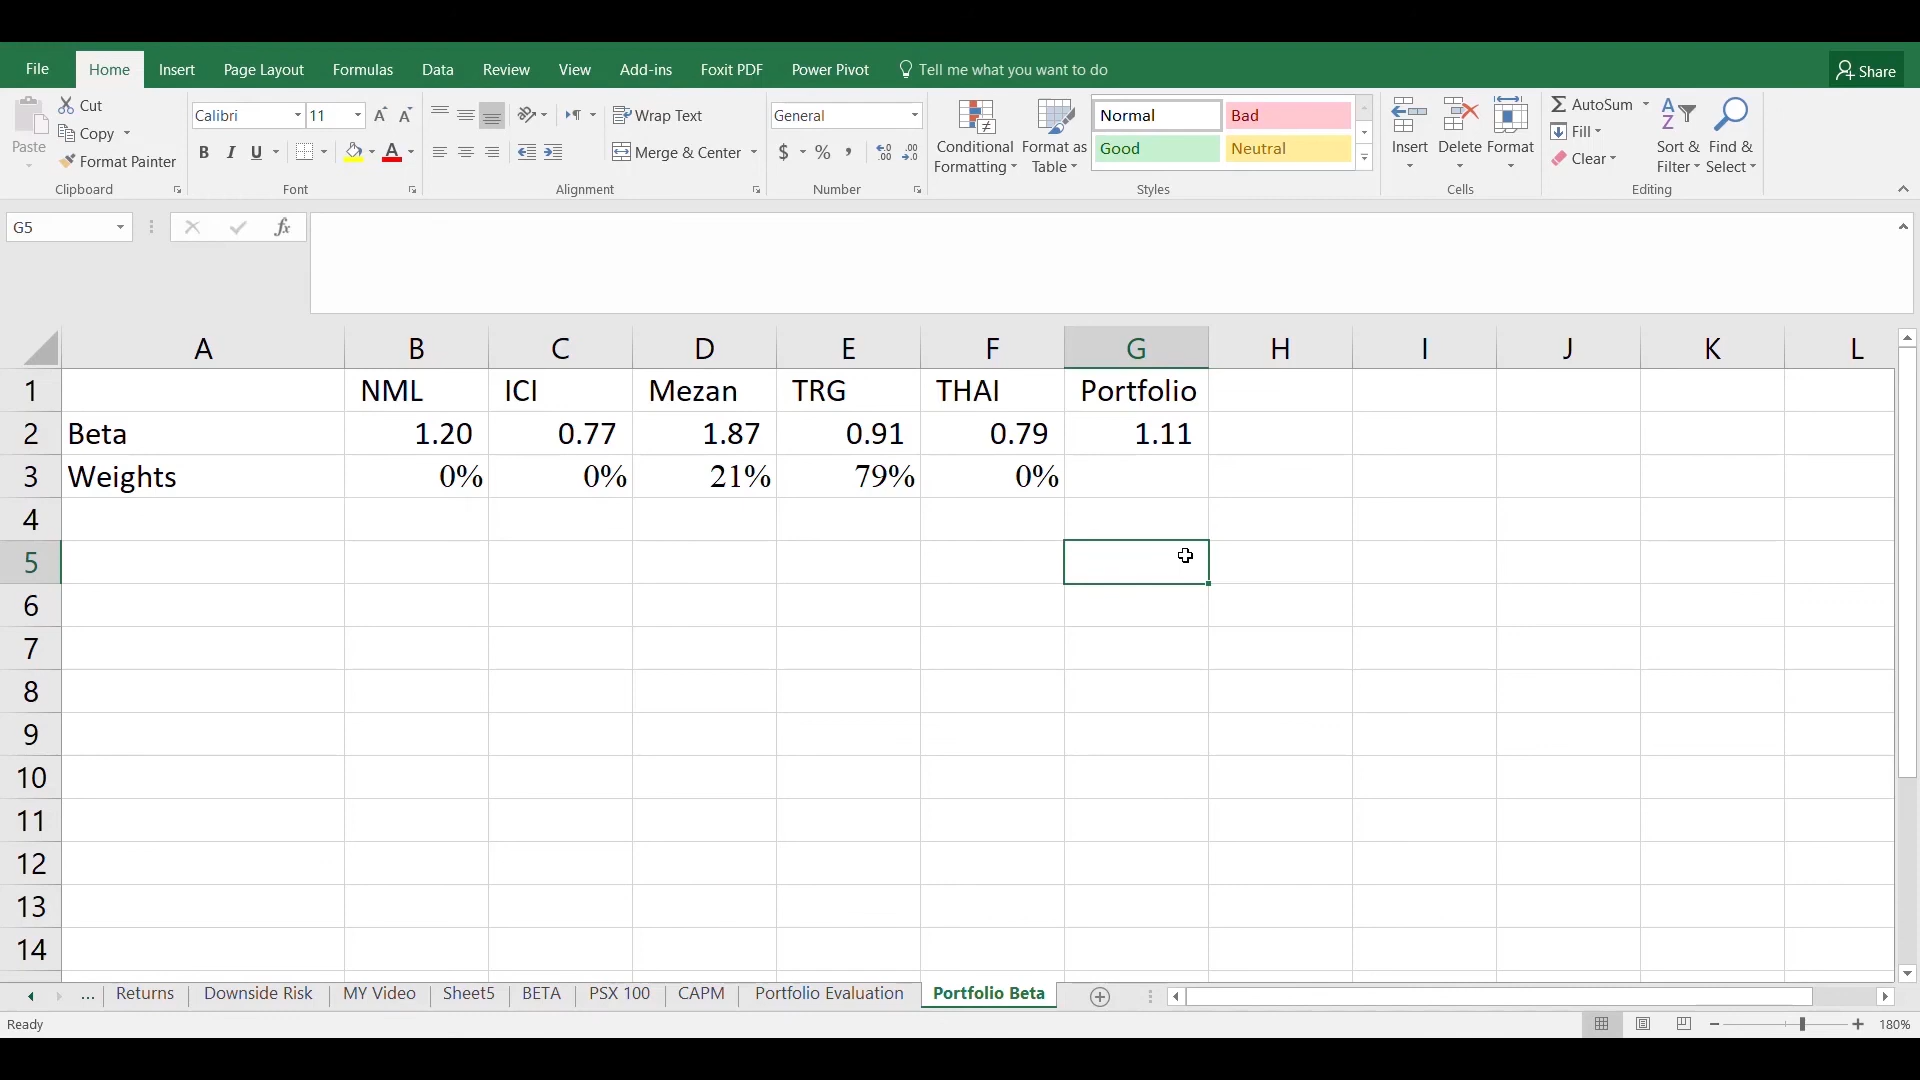 File Home Insert Page Layout Formulas Data Review View Add-ins Foxit PDF Power Pivot Tell me what you want to do Share
Paste
Cut
Copy
Format Painter
Clipboard
Calibri 11
B I U A
Font
Wrap Text
Merge & Center
Alignment
General
$ % ,
Number
Conditional Formatting
Format as Table
Normal Bad
Good Neutral
Styles
Insert Delete Format
Cells
AutoSum
Fill
Clear
Sort & Filter
Find & Select
Editing
G5 fx
A B C D E F G H I J K L
1 NML ICI Mezan TRG THAI Portfolio
2 Beta 1.20 0.77 1.87 0.91 0.79 1.11
3 Weights 0% 0% 21% 79% 0%
4
5
6
7
8
9
10
11
12
13
14
... Returns Downside Risk MY Video Sheet5 BETA PSX 100 CAPM Portfolio Evaluation Portfolio Beta
Ready 180%